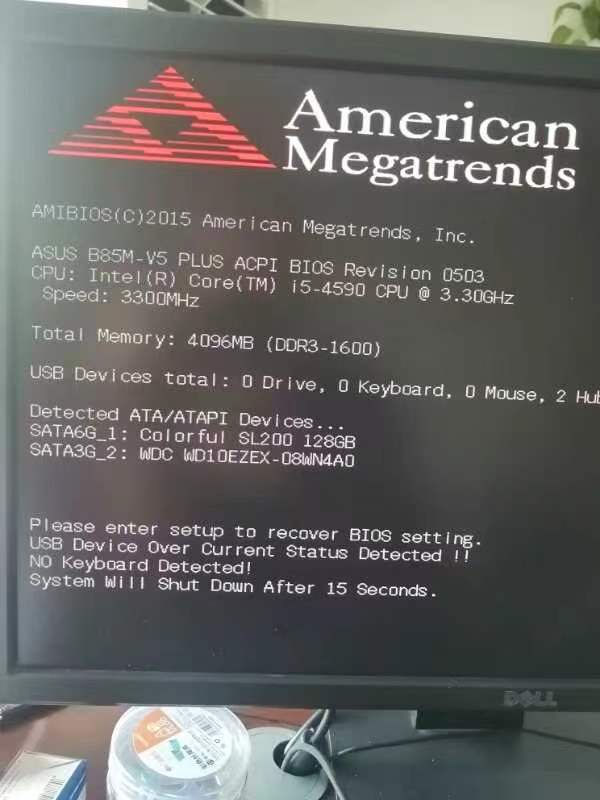 American
Megatrends
AMIBIOS(C)2015 American Megatrends, Inc.
ASUS B85M-V5 PLUS ACPI BIOS Revision 0503
CPU: Intel(R) Core(TM) i5-4590 CPU @ 3.30GHz
Speed: 3300MHz
Total Memory: 4096MB (DDR3-1600)
USB Devices total: 0 Drive, 0 Keyboard, 0 Mouse, 2 Hub
Detected ATA/ATAPI Devices...
SATA6G_1: Colorful SL200 128GB
SATA3G_2: WDC WD10EZEX-08WN4A0
Please enter setup to recover BIOS setting.
USB Device Over Current Status Detected !!
NO Keyboard Detected!
System Will Shut Down After 15 Seconds.
DELL